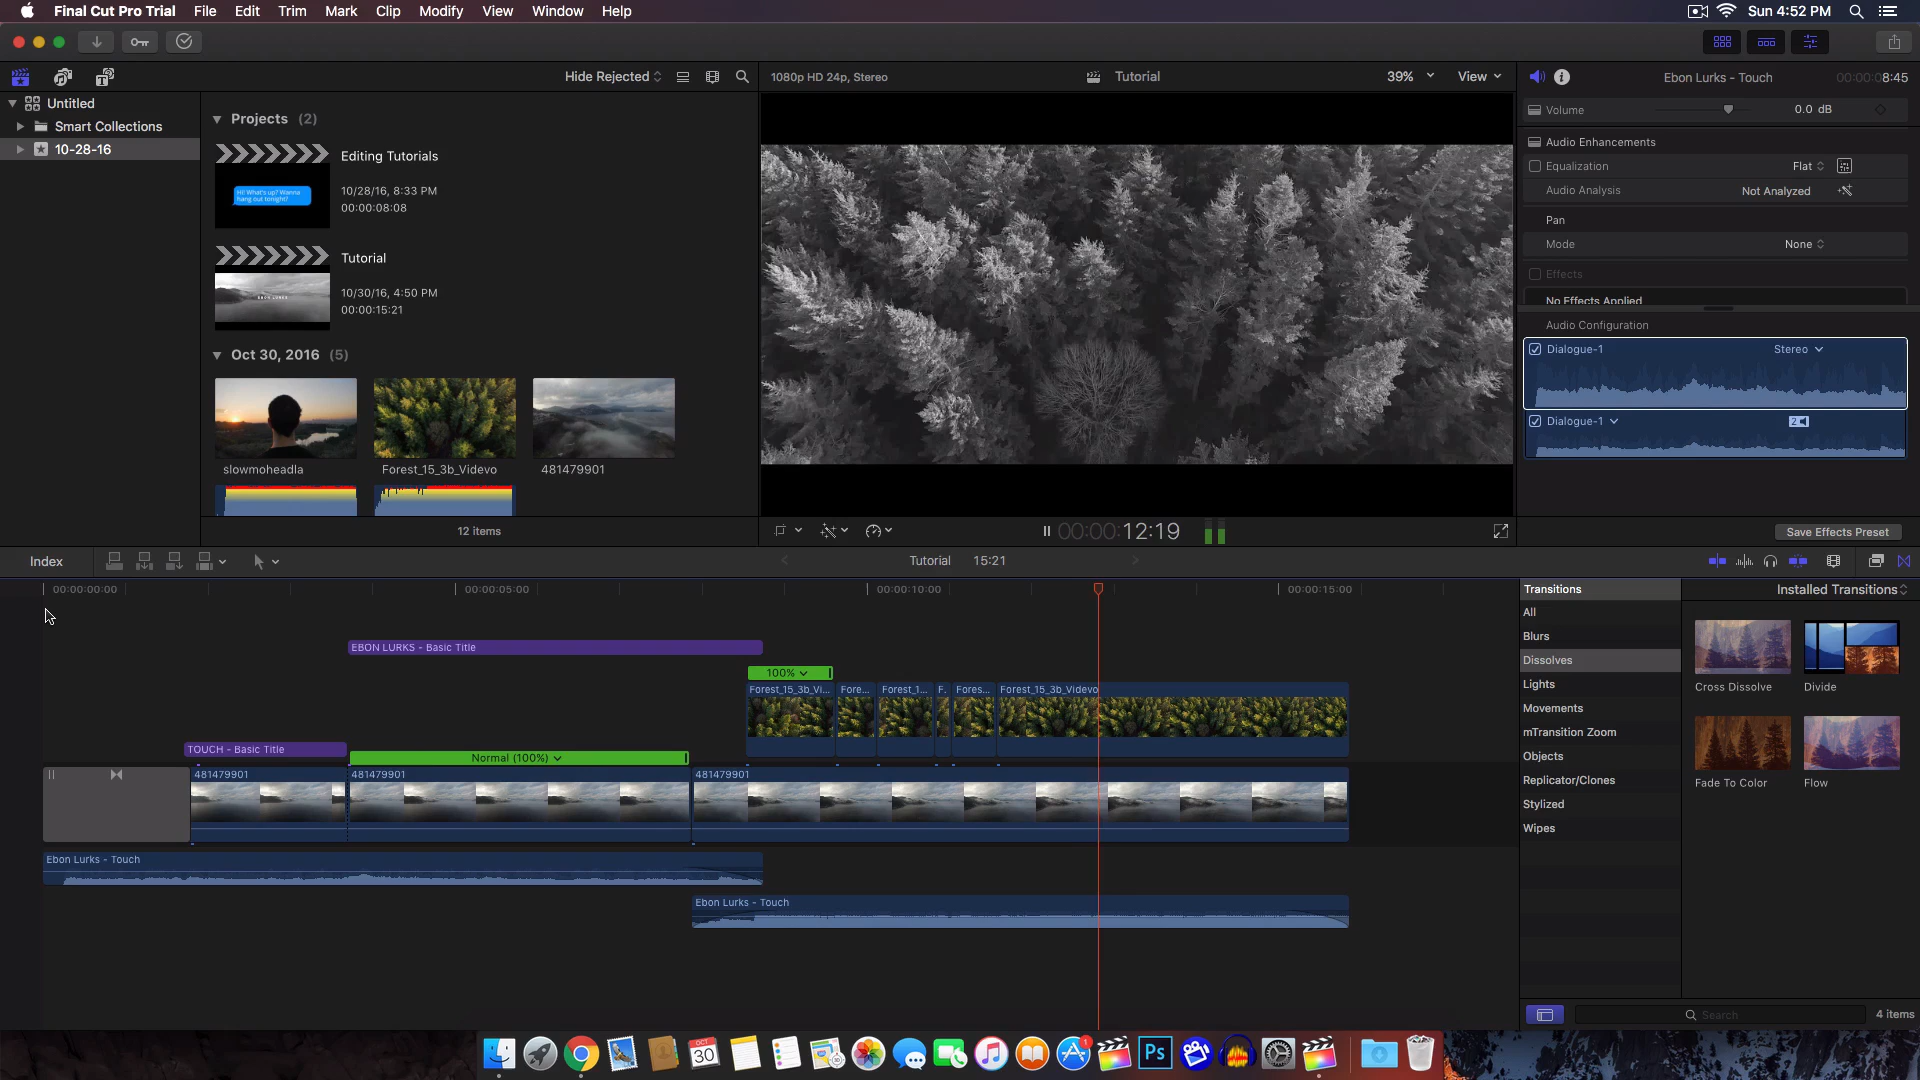 Final Cut Pro Trial File Edit Trim Mark Clip Modify View Window Help Sun 4:52 PM
Hide Rejected
1080p HD 24p, Stereo Tutorial 39% View
Ebon Lurks - Touch 00:00:08:45
Untitled
Smart Collections
10-28-16
Projects (2)
Editing Tutorials
10/28/16, 8:33 PM
00:00:08:08
Hi! What's up? Wanna
hang out tonight?
Tutorial
10/30/16, 4:50 PM
00:00:15:21
EBON LURKS
Oct 30, 2016 (5)
slowmoheadla
Forest_15_3b_Videvo
481479901
12 items
00:00:12:19
Volume 0.0 dB
Audio Enhancements
Equalization Flat
Audio Analysis Not Analyzed
Pan
Mode None
Effects
No Effects Applied
Audio Configuration
Dialogue-1 Stereo
Dialogue-1 2
Save Effects Preset
Index
Tutorial 15:21
00:00:00:00 00:00:05:00 00:00:10:00 00:00:15:00
EBON LURKS - Basic Title
100%
Forest_15_3b_Vi... Fore... Forest_1... F. Fores... Forest_15_3b_Videvo
TOUCH - Basic Title
Normal (100%)
481479901 481479901 481479901
Ebon Lurks - Touch
Ebon Lurks - Touch
Transitions
All
Blurs
Dissolves
Lights
Movements
mTransition Zoom
Objects
Replicator/Clones
Stylized
Wipes
Installed Transitions
Cross Dissolve
Divide
Fade To Color
Flow
Search
4 items
OCT
30
1
Ps